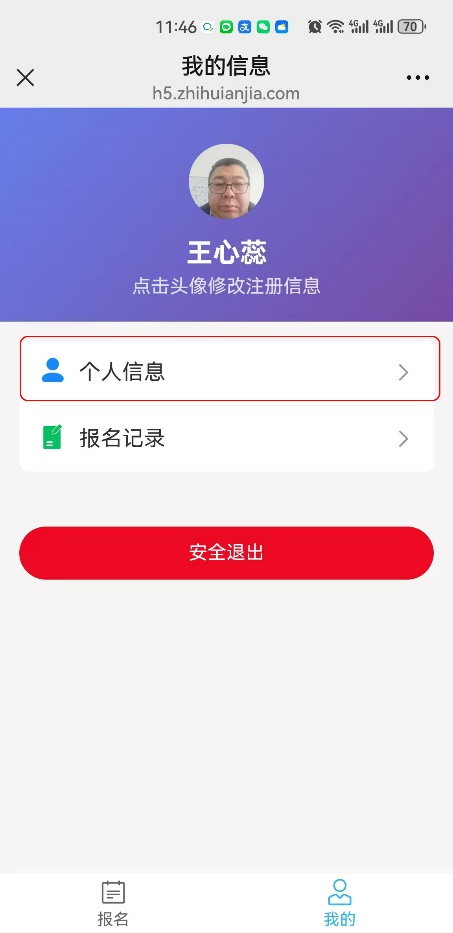 11:46
4G
4G
70
我的信息
h5.zhihuianjia.com
王心蕊
点击头像修改注册信息
个人信息
报名记录
安全退出
报名
我的